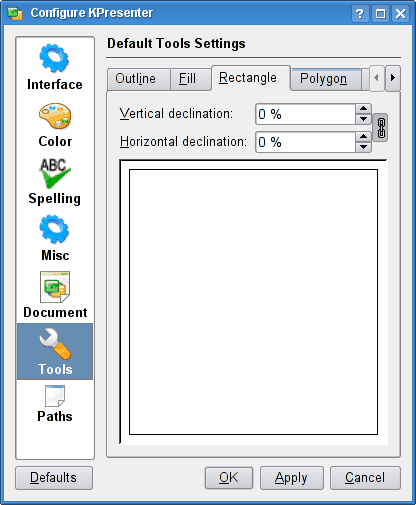 Configure KPresenter
Default Tools Settings
Interface
Color
ABC
Spelling
Misc
Document
Tools
Paths
Outline Fill Rectangle Polygon
Vertical declination: 0 %
Horizontal declination: 0 %
Defaults OK Apply Cancel